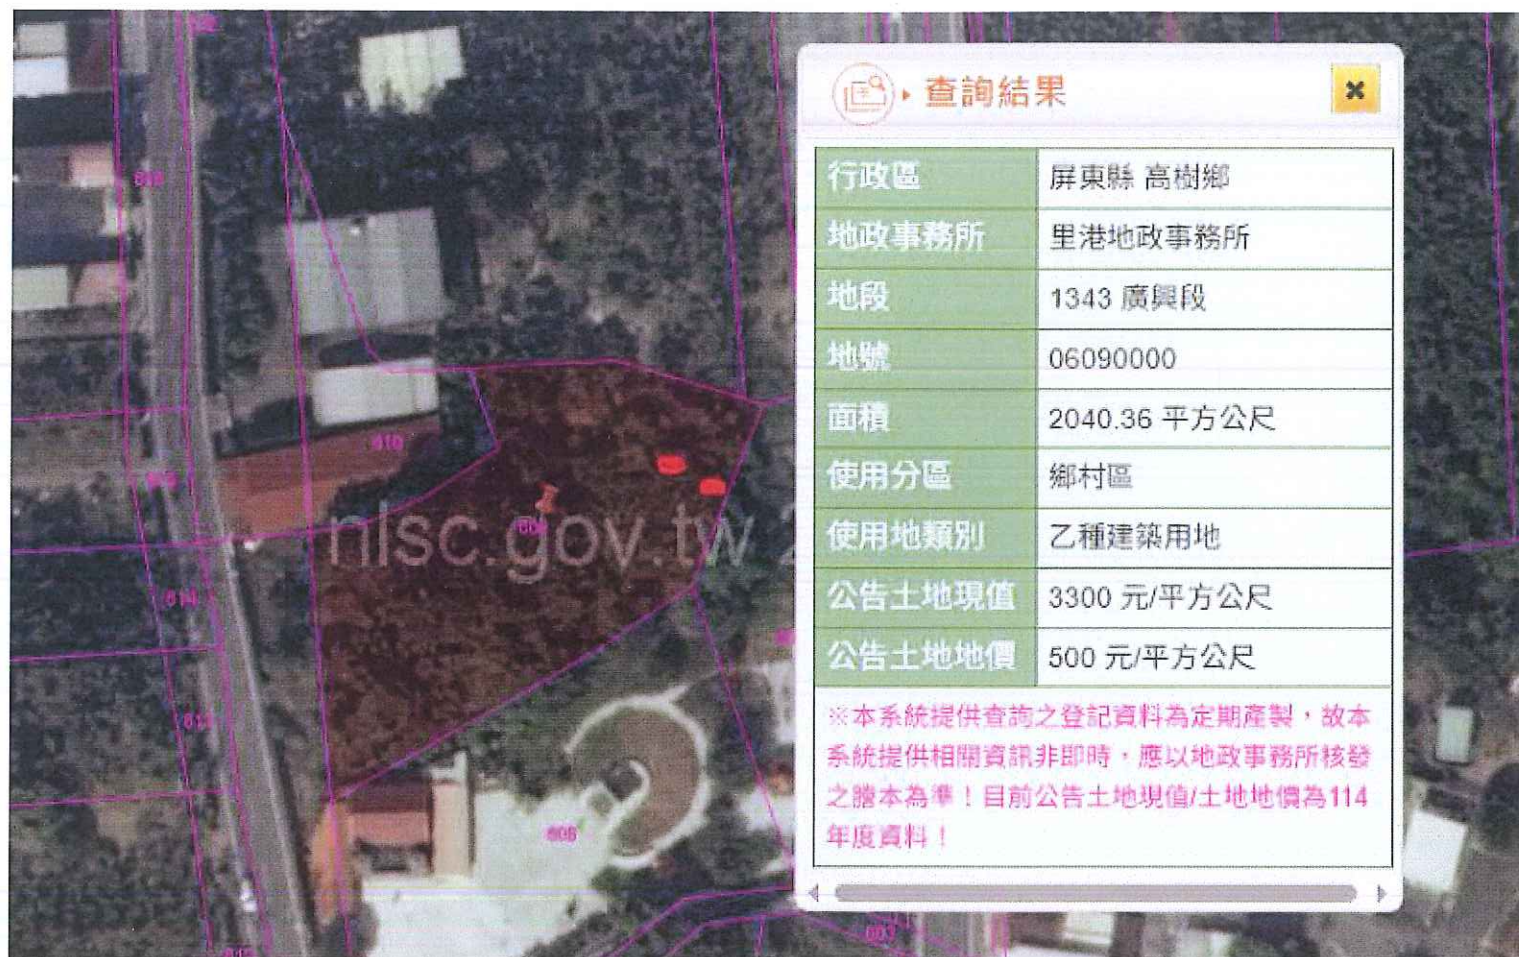 查詢結果
行政區 屏東縣 高樹鄉
地政事務所 里港地政事務所
地段 1343 廣興段
地號 06090000
面積 2040.36 平方公尺
使用分區 鄉村區
使用地類別 乙種建築用地
公告土地現值 3300 元/平方公尺
公告土地地價 500 元/平方公尺
※本系統提供查詢之登記資料為定期產製，故本
系統提供相關資訊非即時，應以地政事務所核發
之謄本為準！目前公告土地現值/土地地價為114
年度資料！
610
nlsc.gov.tw
614
608
603